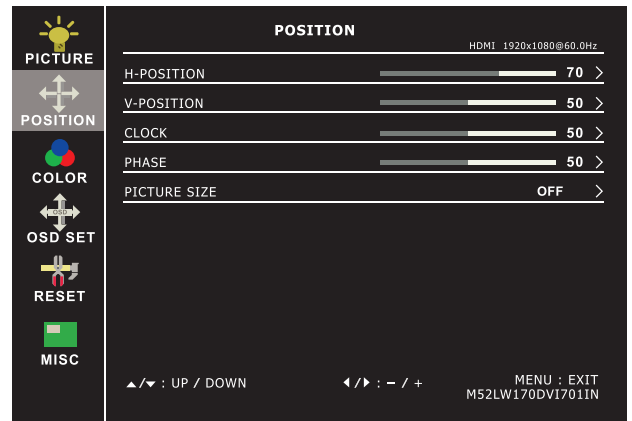 PICTURE
POSITION
COLOR
OSD
OSD SET
RESET
MISC
POSITION
HDMI 1920x1080@60.0Hz
H-POSITION 70 >
V-POSITION 50 >
CLOCK 50 >
PHASE 50 >
PICTURE SIZE OFF >
▲/▼ : UP / DOWN ◀/▶ : – / + MENU : EXIT
M52LW170DVI701IN